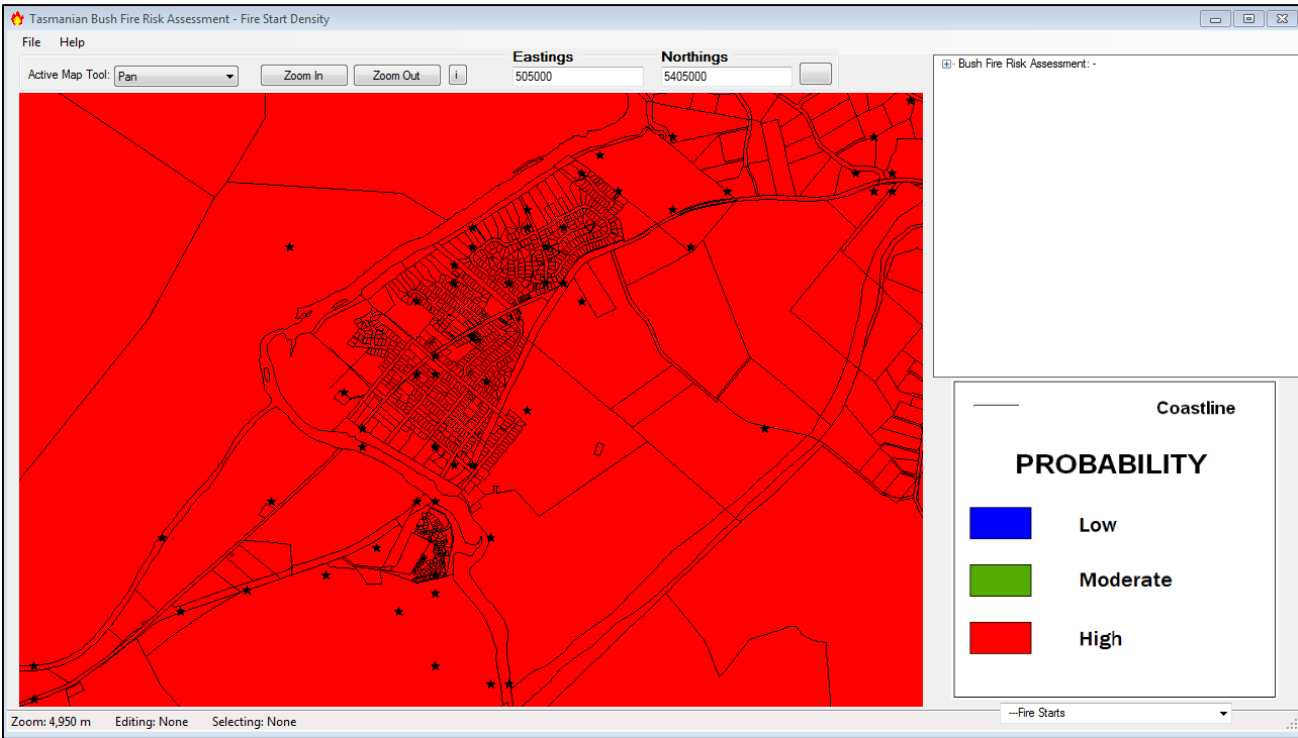 Tasmanian Bush Fire Risk Assessment - Fire Start Density
File Help
Eastings Northings
Active Map Tool: Pan Zoom In Zoom Out i 505000 5405000
Bush Fire Risk Assessment: -
Coastline
PROBABILITY
Low
Moderate
High
---Fire Starts
Zoom: 4,950 m Editing: None Selecting: None